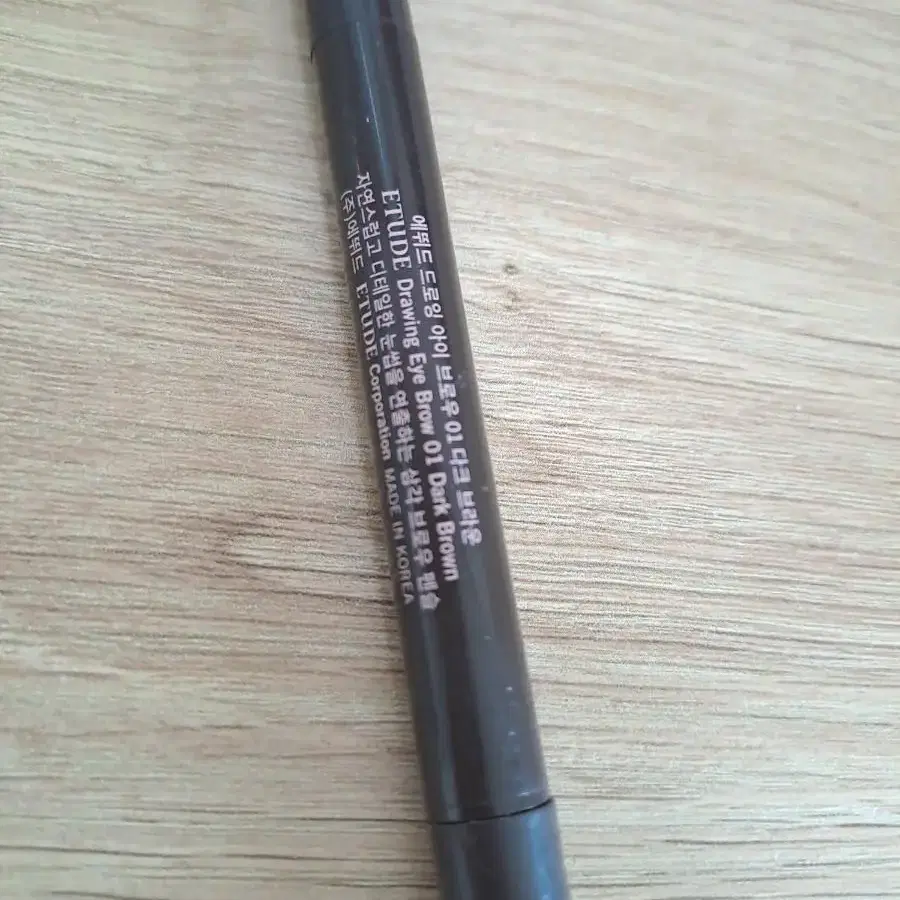 에뛰드 드로잉 아이 브로우 01 다크 브라운
ETUDE Drawing Eye Brow 01 Dark Brown
자연스럽고 디테일한 눈썹을 연출하는 삼각 브로우 펜슬
(주)에뛰드 ETUDE Corporation MADE IN KOREA